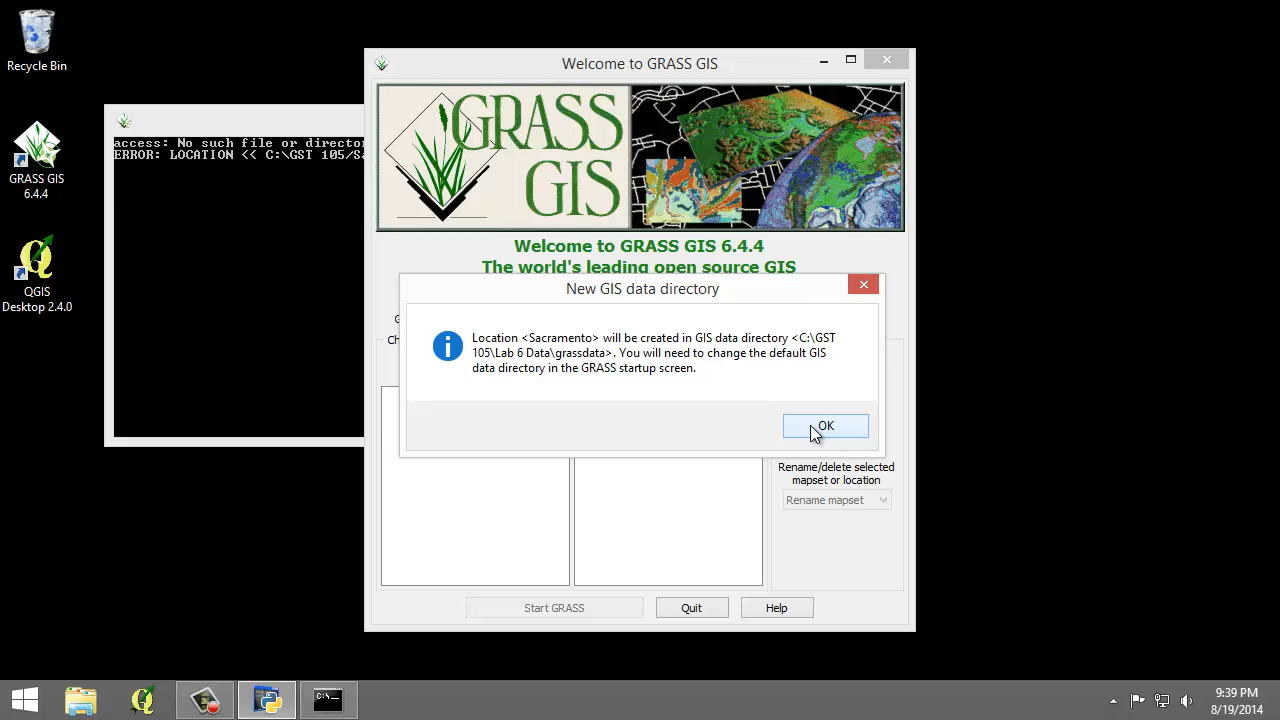 Recycle Bin
GRASS GIS
6.4.4
QGIS
Desktop 2.4.0
access: No such file or director
ERROR: LOCATION << C:\GST 105/Sa
Welcome to GRASS GIS
GRASS
GIS
Welcome to GRASS GIS 6.4.4
The world's leading open source GIS
G
Ch
New GIS data directory
Location <Sacramento> will be created in GIS data directory <C:\GST
105\Lab 6 Data\grassdata>. You will need to change the default GIS
data directory in the GRASS startup screen.
OK
Rename/delete selected
mapset or location
Rename mapset
Start GRASS
Quit
Help
C:\_
9:39 PM
8/19/2014